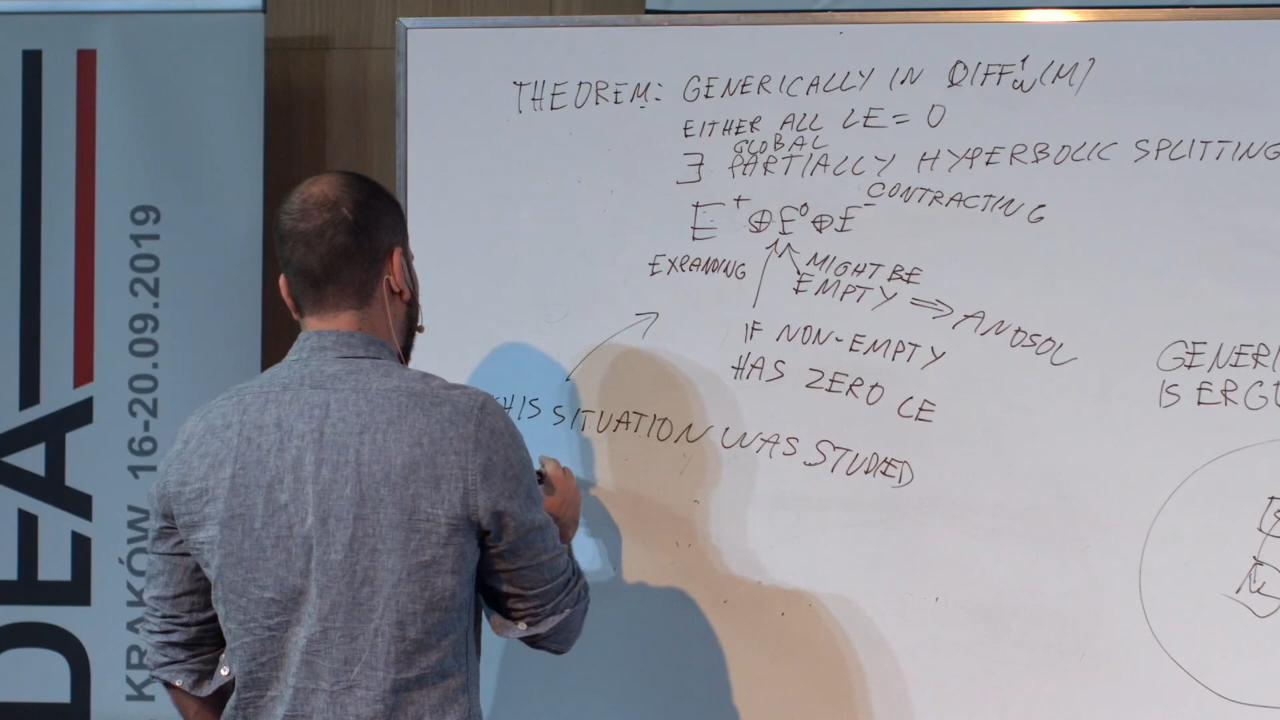 THEOREM: GENERICALLY IN DIFF¹ω(M)
EITHER ALL LE = 0
GLOBAL
∃ PARTIALLY HYPERBOLIC SPLITTING
CONTRACTING
E⁺ ⊕ E⁰ ⊕ E⁻
EXPANDING
MIGHT BE
EMPTY ⇒ ANOSOV
IF NON-EMPTY
HAS ZERO LE
THIS SITUATION WAS STUDIED
GENERI
IS ERGO
DEA
KRAKÓW 16-20.09.2019